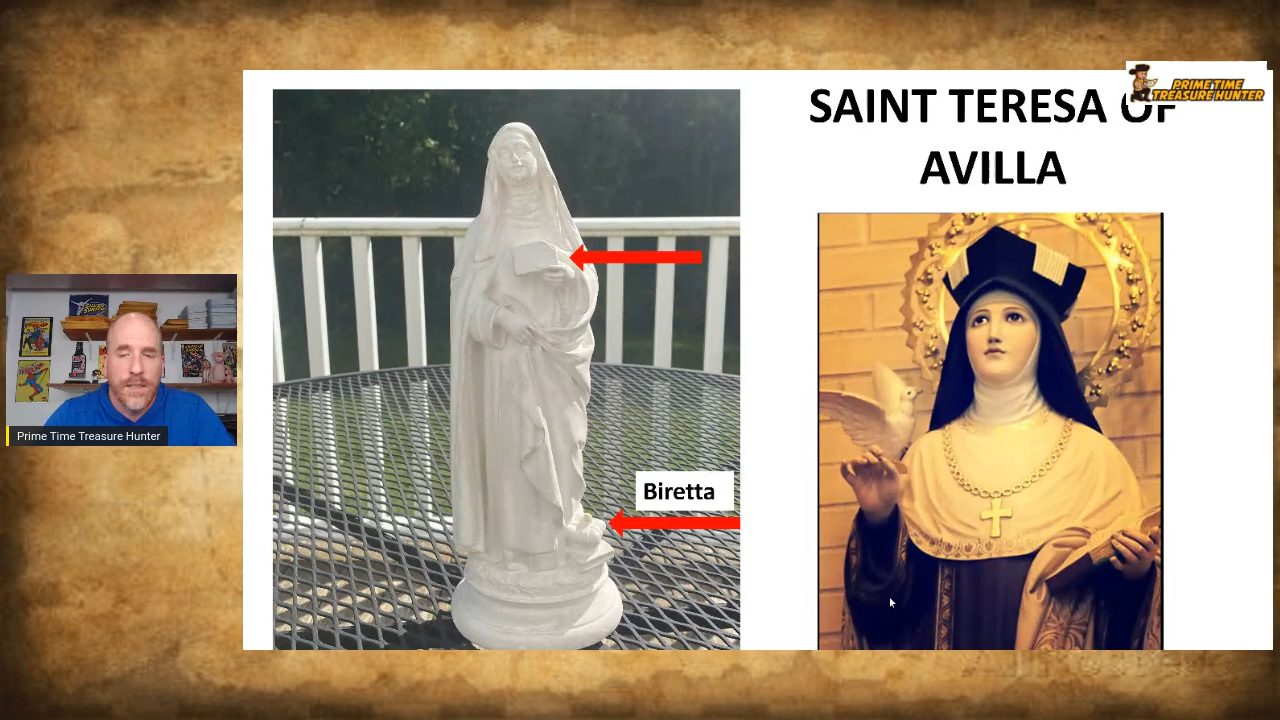 SAINT TERESA OF
AVILLA
PRIME TIME
TREASURE HUNTER
Biretta
Prime Time Treasure Hunter